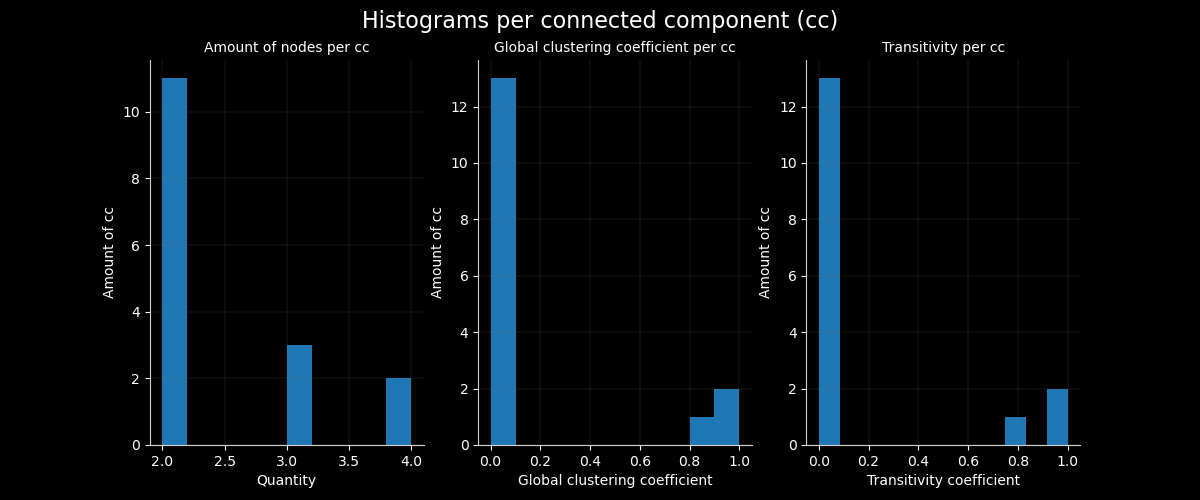 Histograms per connected component (cc)
Amount of nodes per cc
Global clustering coefficient per cc
Transitivity per cc
Amount of cc
10
8
6
4
2
0
2.0 2.5 3.0 3.5 4.0
Quantity
Amount of cc
12
10
8
6
4
2
0
0.0 0.2 0.4 0.6 0.8 1.0
Global clustering coefficient
Amount of cc
12
10
8
6
4
2
0
0.0 0.2 0.4 0.6 0.8 1.0
Transitivity coefficient